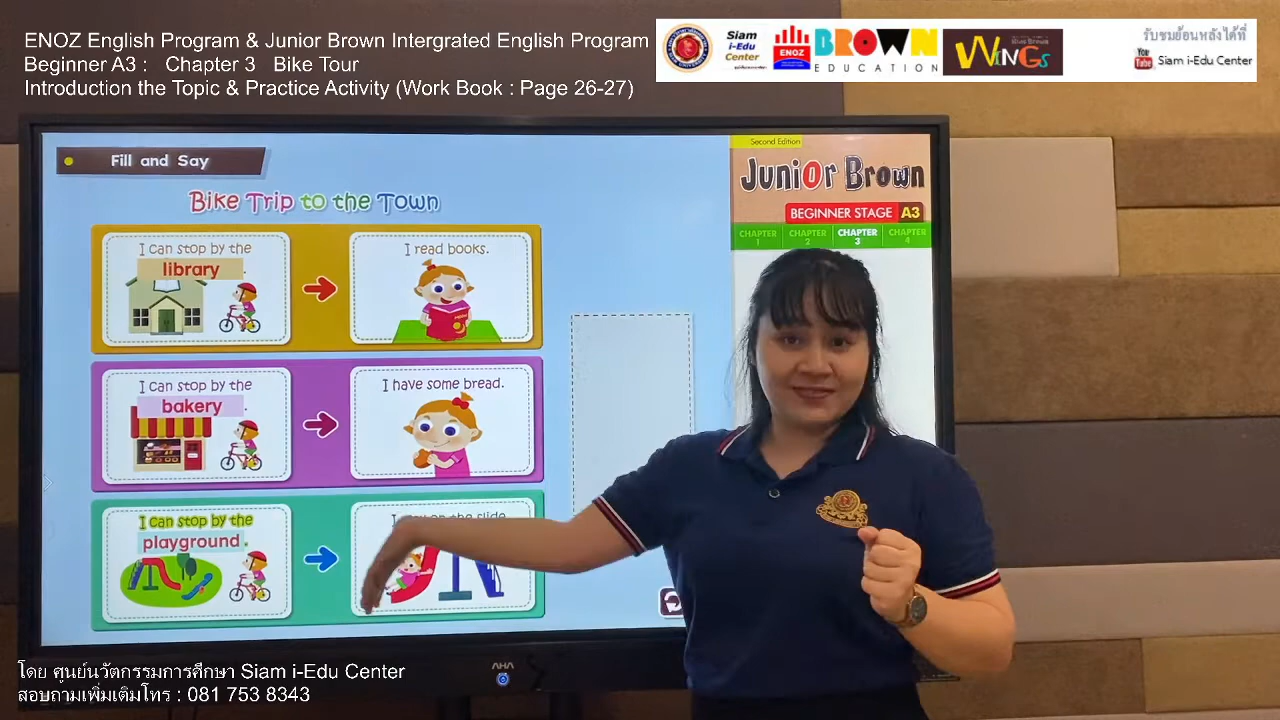 ENOZ English Program & Junior Brown Intergrated English Program
Beginner A3 : Chapter 3 Bike Tour
Introduction the Topic & Practice Activity (Work Book : Page 26-27)
Siam
i-Edu
Center
ENOZ
BROWN
EDUCATION
WiNGs
รับชมย้อนหลังได้ที่
You Tube Siam i-Edu Center
Fill and Say
Bike Trip to the Town
I can stop by the
library .
I read books.
I can stop by the
bakery .
I have some bread.
I can stop by the
playground .
on the slide.
Second Edition
Junior Brown
BEGINNER STAGE A3
CHAPTER 1
CHAPTER 2
CHAPTER 3
CHAPTER 4
AHA
โดย ศูนย์นวัตกรรมการศึกษา Siam i-Edu Center
สอบถามเพิ่มเติมโทร : 081 753 8343